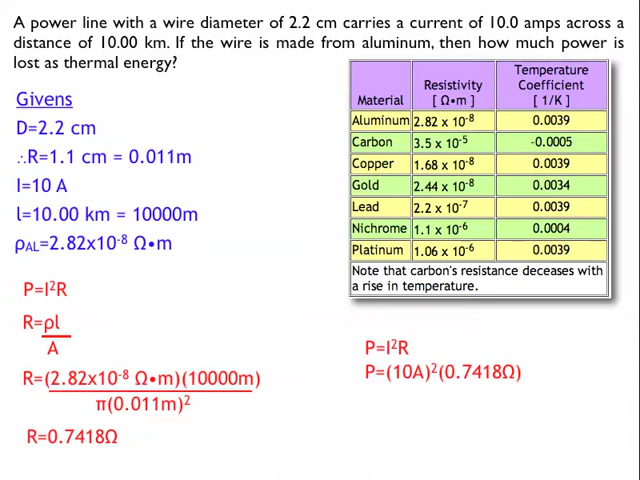 A power line with a wire diameter of 2.2 cm carries a current of 10.0 amps across a
distance of 10.00 km. If the wire is made from aluminum, then how much power is
lost as thermal energy?
Givens
D=2.2 cm
∴R=1.1 cm = 0.011m
I=10 A
l=10.00 km = 10000m
ρAL=2.82x10⁻⁸ Ω•m
Material Resistivity [ Ω•m ] Temperature Coefficient [ 1/K ]
Aluminum 2.82 x 10⁻⁸ 0.0039
Carbon 3.5 x 10⁻⁵ -0.0005
Copper 1.68 x 10⁻⁸ 0.0039
Gold 2.44 x 10⁻⁸ 0.0034
Lead 2.2 x 10⁻⁷ 0.0039
Nichrome 1.1 x 10⁻⁶ 0.0004
Platinum 1.06 x 10⁻⁶ 0.0039
Note that carbon's resistance deceases with
a rise in temperature.
P=I²R
R=ρl
A
R=(2.82x10⁻⁸ Ω•m)(10000m)
π(0.011m)²
R=0.7418Ω
P=I²R
P=(10A)²(0.7418Ω)